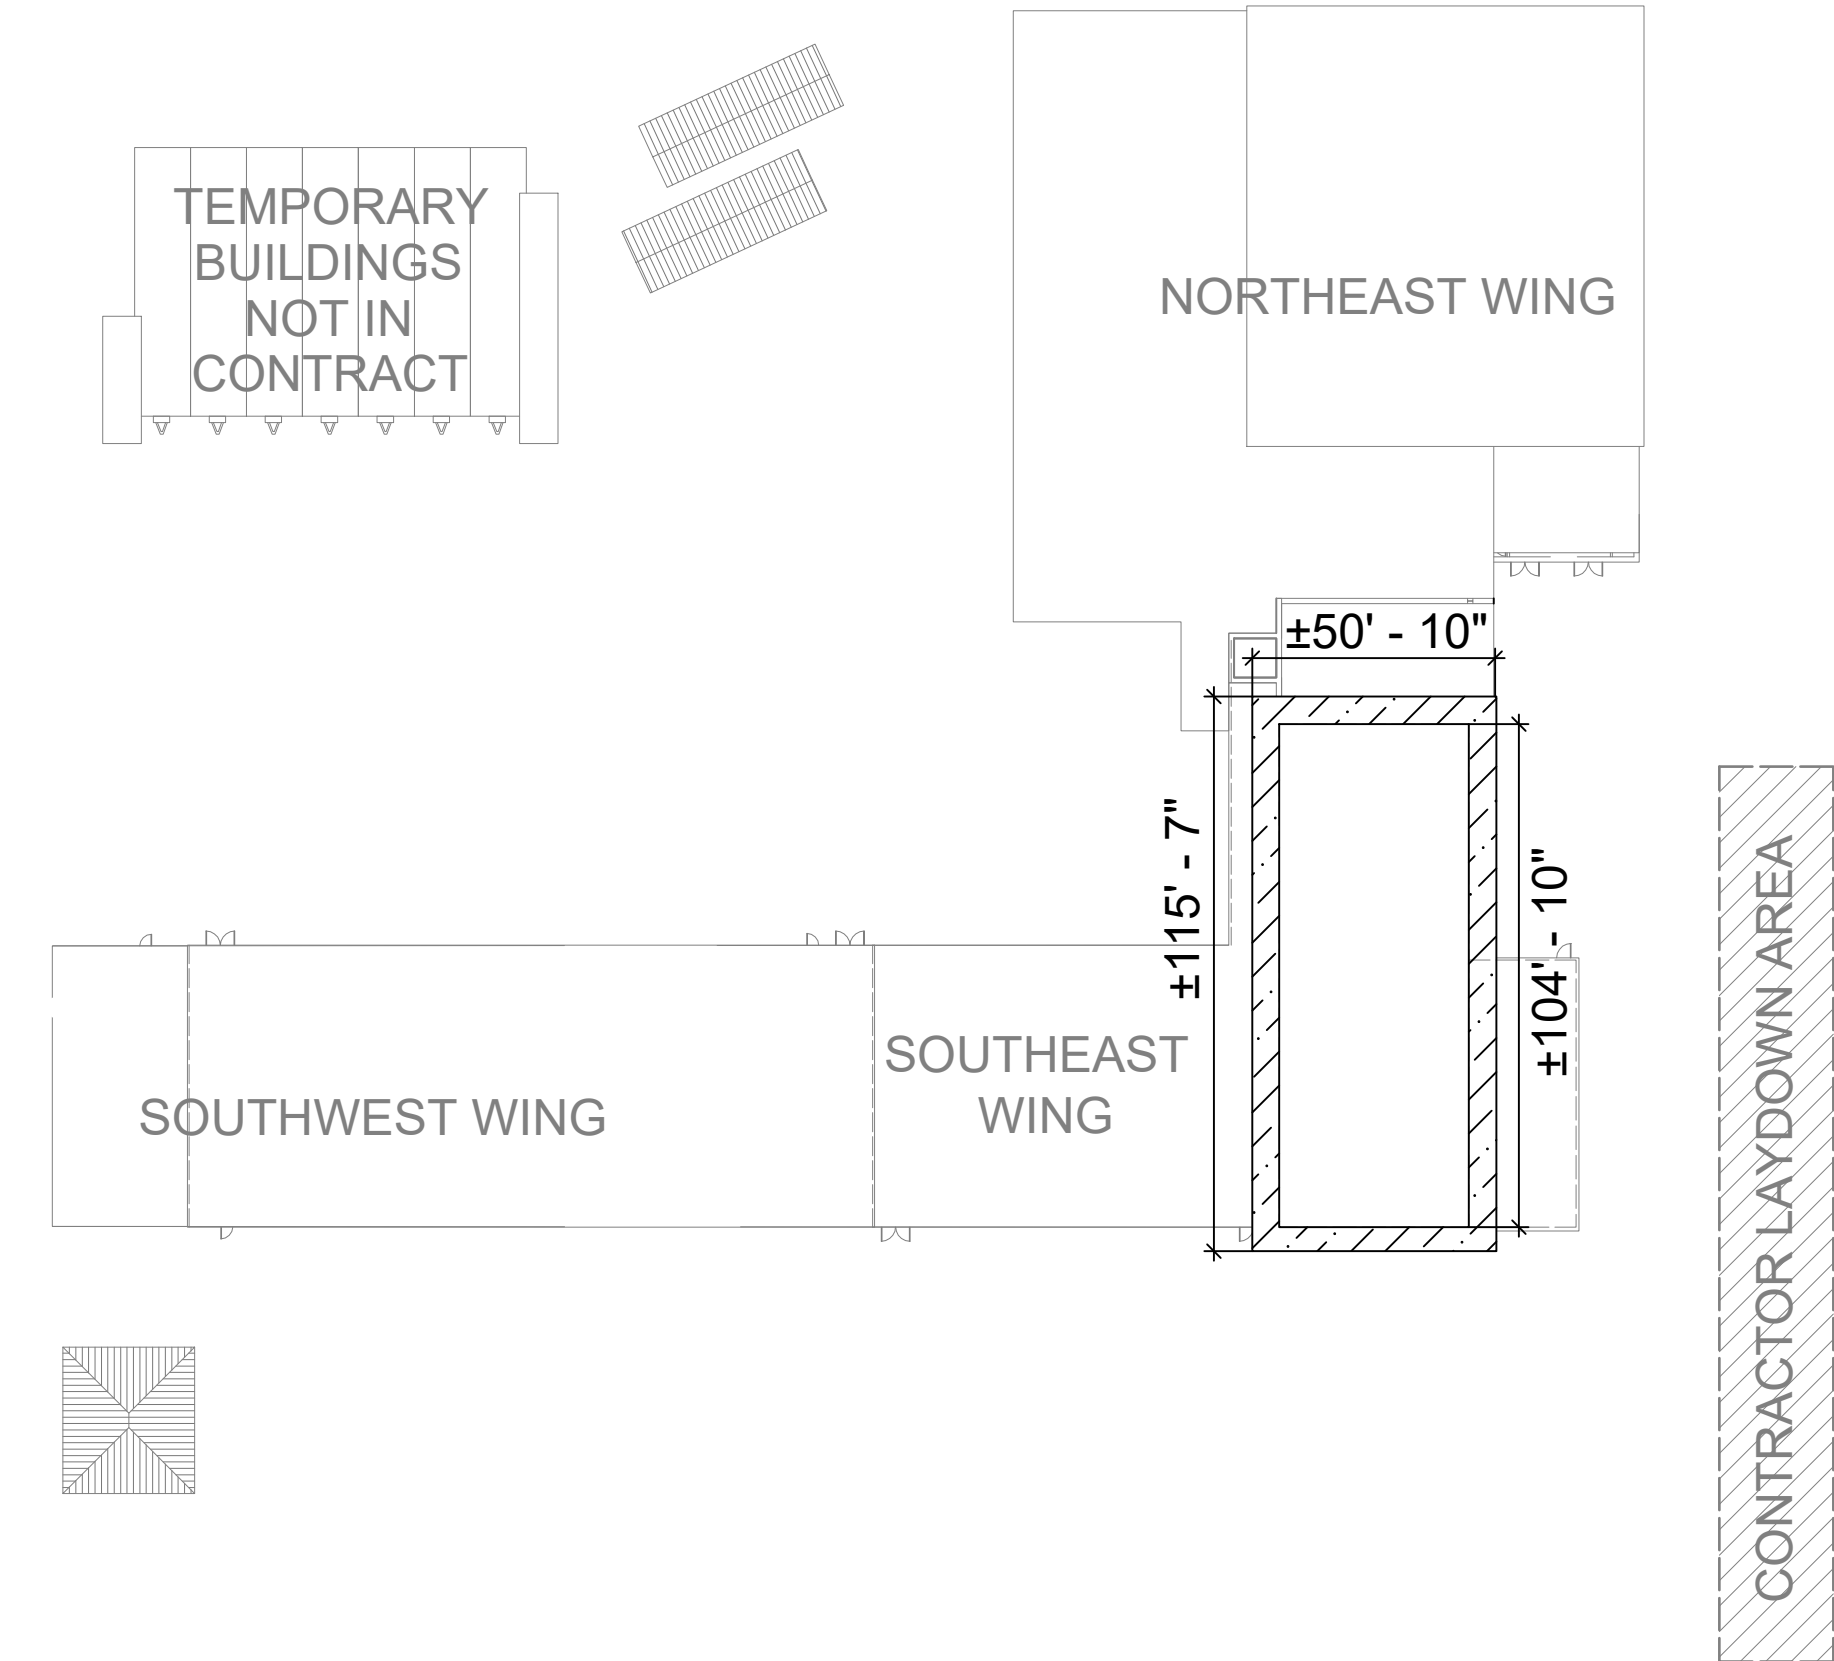 TEMPORARY
BUILDINGS
NOT IN
CONTRACT
NORTHEAST WING
±50' - 10"
±115' - 7"
±104' - 10"
SOUTHWEST WING
SOUTHEAST
WING
CONTRACTOR LAYDOWN AREA